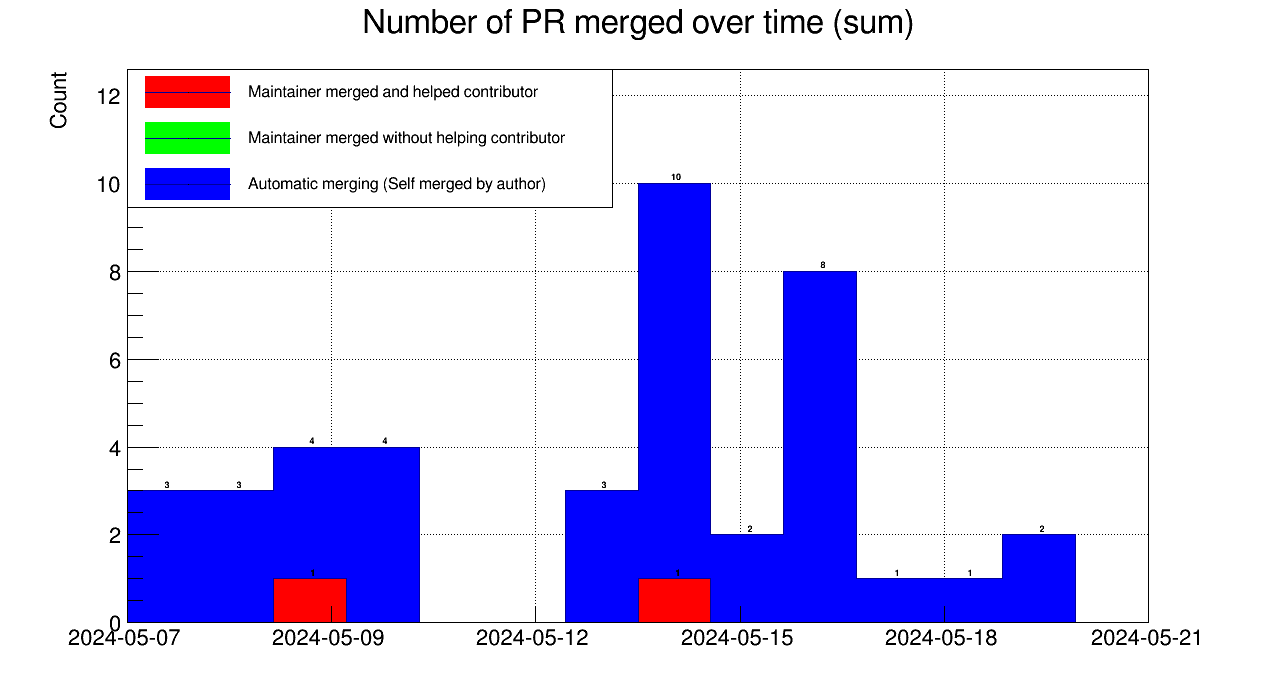 Number of PR merged over time (sum)
Count
Maintainer merged and helped contributor
Maintainer merged without helping contributor
Automatic merging (Self merged by author)
12
10
8
6
4
2
0
3 3 4 4 3 10 2 8 1 1 2
1 1
2024-05-07 2024-05-09 2024-05-12 2024-05-15 2024-05-18 2024-05-21